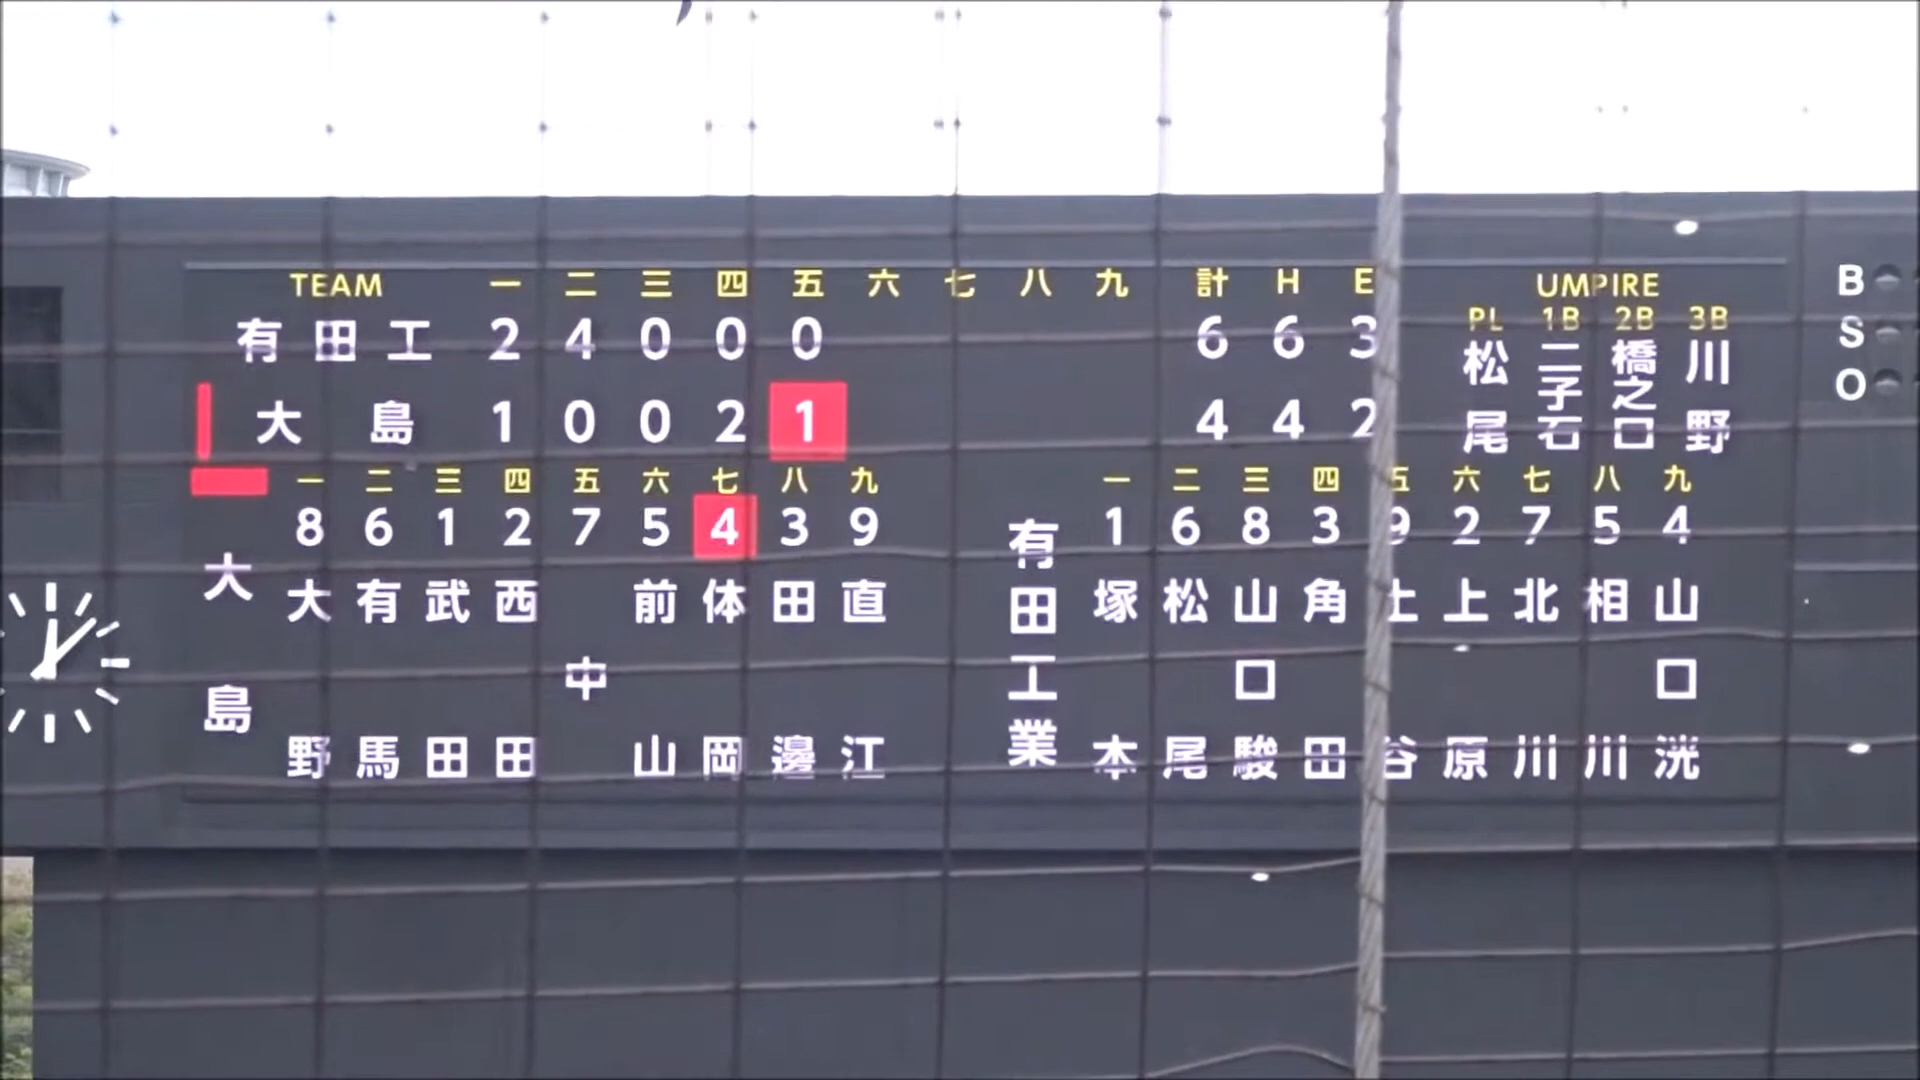 TEAM 一 二 三 四 五 六 七 八 九 計 H E
有田工 2 4 0 0 0 6 6 3
大島 1 0 0 2 1 4 4 2
UMPIRE
PL 1B 2B 3B
松尾 二子石 橋之口 川野
B
S
O
一 二 三 四 五 六 七 八 九
8 6 1 2 7 5 4 3 9
大島
大野 有馬 武田 西田 中 前山 体岡 田邊 直江
一 二 三 四 五 六 七 八 九
1 6 8 3 9 2 7 5 4
有田工業
塚本 松尾 山口駿 角田 土谷 上原 北川 相川 山口洸